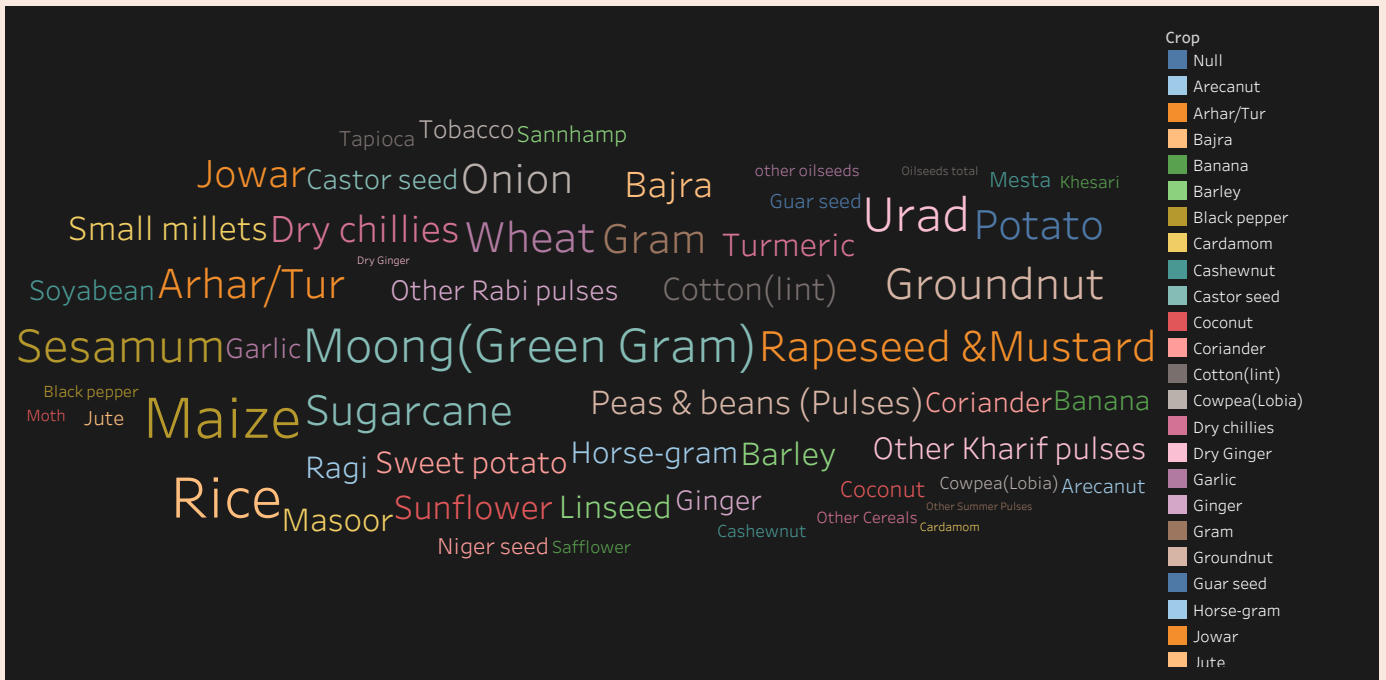 Tapioca Tobacco Sannhamp
Jowar Castor seed Onion Bajra other oilseeds Oilseeds total Mesta Khesari
Guar seed Urad Potato
Small millets Dry chillies Wheat Gram Turmeric
Dry Ginger
Soyabean Arhar/Tur Other Rabi pulses Cotton(lint) Groundnut
Sesamum Garlic Moong(Green Gram) Rapeseed &Mustard
Black pepper
Moth Jute Maize Sugarcane Peas & beans (Pulses) Coriander Banana
Ragi Sweet potato Horse-gram Barley Other Kharif pulses
Rice Masoor Sunflower Linseed Ginger Coconut Cowpea(Lobia) Arecanut
Other Summer Pulses
Cashewnut Other Cereals Cardamom
Niger seed Safflower
Crop
Null
Arecanut
Arhar/Tur
Bajra
Banana
Barley
Black pepper
Cardamom
Cashewnut
Castor seed
Coconut
Coriander
Cotton(lint)
Cowpea(Lobia)
Dry chillies
Dry Ginger
Garlic
Ginger
Gram
Groundnut
Guar seed
Horse-gram
Jowar
Jute